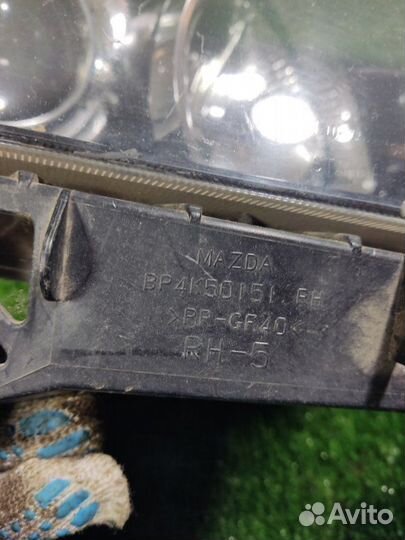 MAZDA
BP4K50151 RH
>PP-GF40<
RH-5
Avito